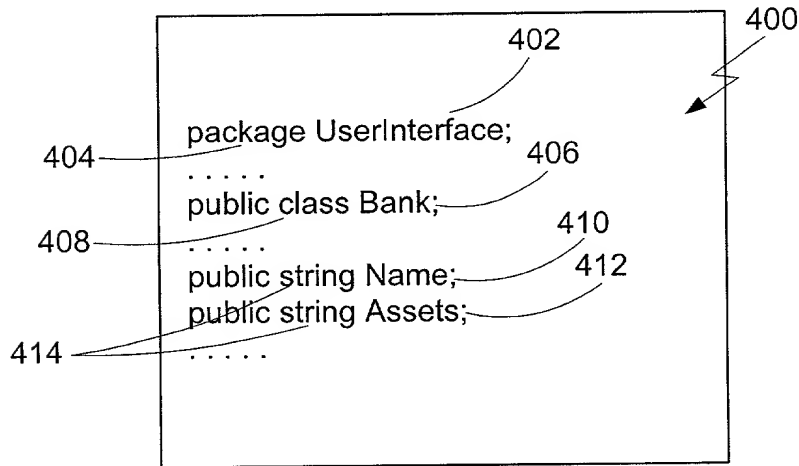 400
402
package UserInterface;
404
. . . . .
406
public class Bank;
408
. . . . .
410
public string Name;
412
public string Assets;
414
. . . . .